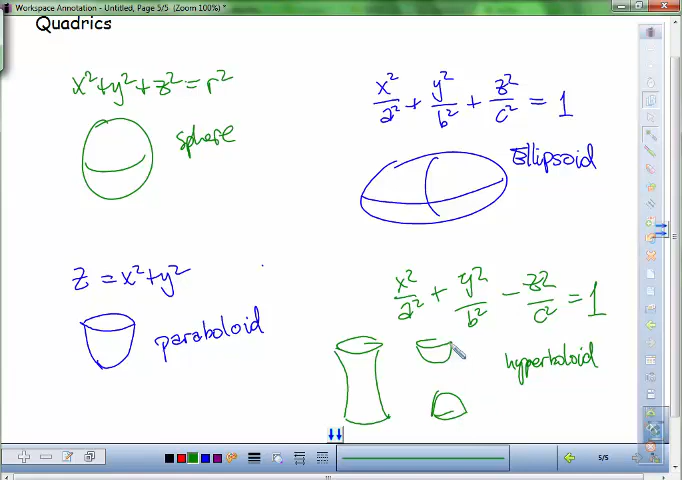 Workspace Annotation - Untitled, Page 5/5 (Zoom 100%)
Quadrics
x²+y²+z²=r²
sphere
x²/a² + y²/b² + z²/c² = 1
Ellipsoid
z = x²+y²
paraboloid
x²/a² + y²/b² - z²/c² = 1
hyperboloid
5/5